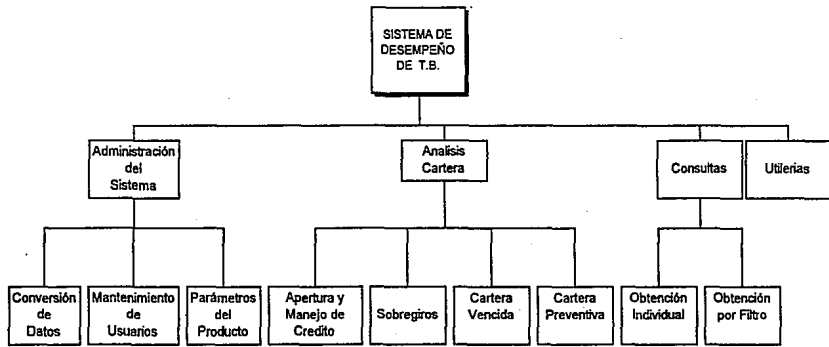 SISTEMA DE
DESEMPEÑO
DE T.B.
Administración
del
Sistema
Analisis
Cartera
Consultas
Utilerias
Conversión
de
Datos
Mantenimiento
de
Usuarios
Parámetros
del
Producto
Apertura y
Manejo de
Credito
Sobregiros
Cartera
Vencida
Cartera
Preventiva
Obtención
Individual
Obtención
por Filtro